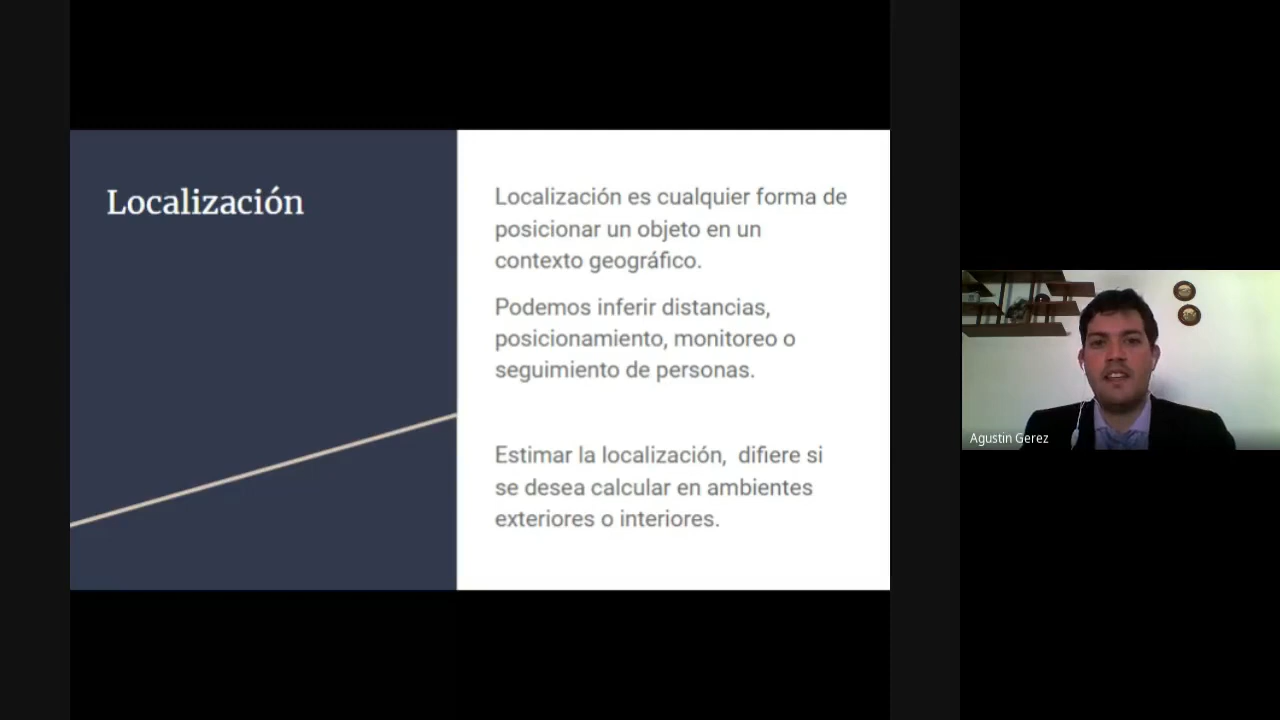 Localización
Localización es cualquier forma de
posicionar un objeto en un
contexto geográfico.
Podemos inferir distancias,
posicionamiento, monitoreo o
seguimiento de personas.
Estimar la localización,  difiere si
se desea calcular en ambientes
exteriores o interiores.
Agustin Gerez